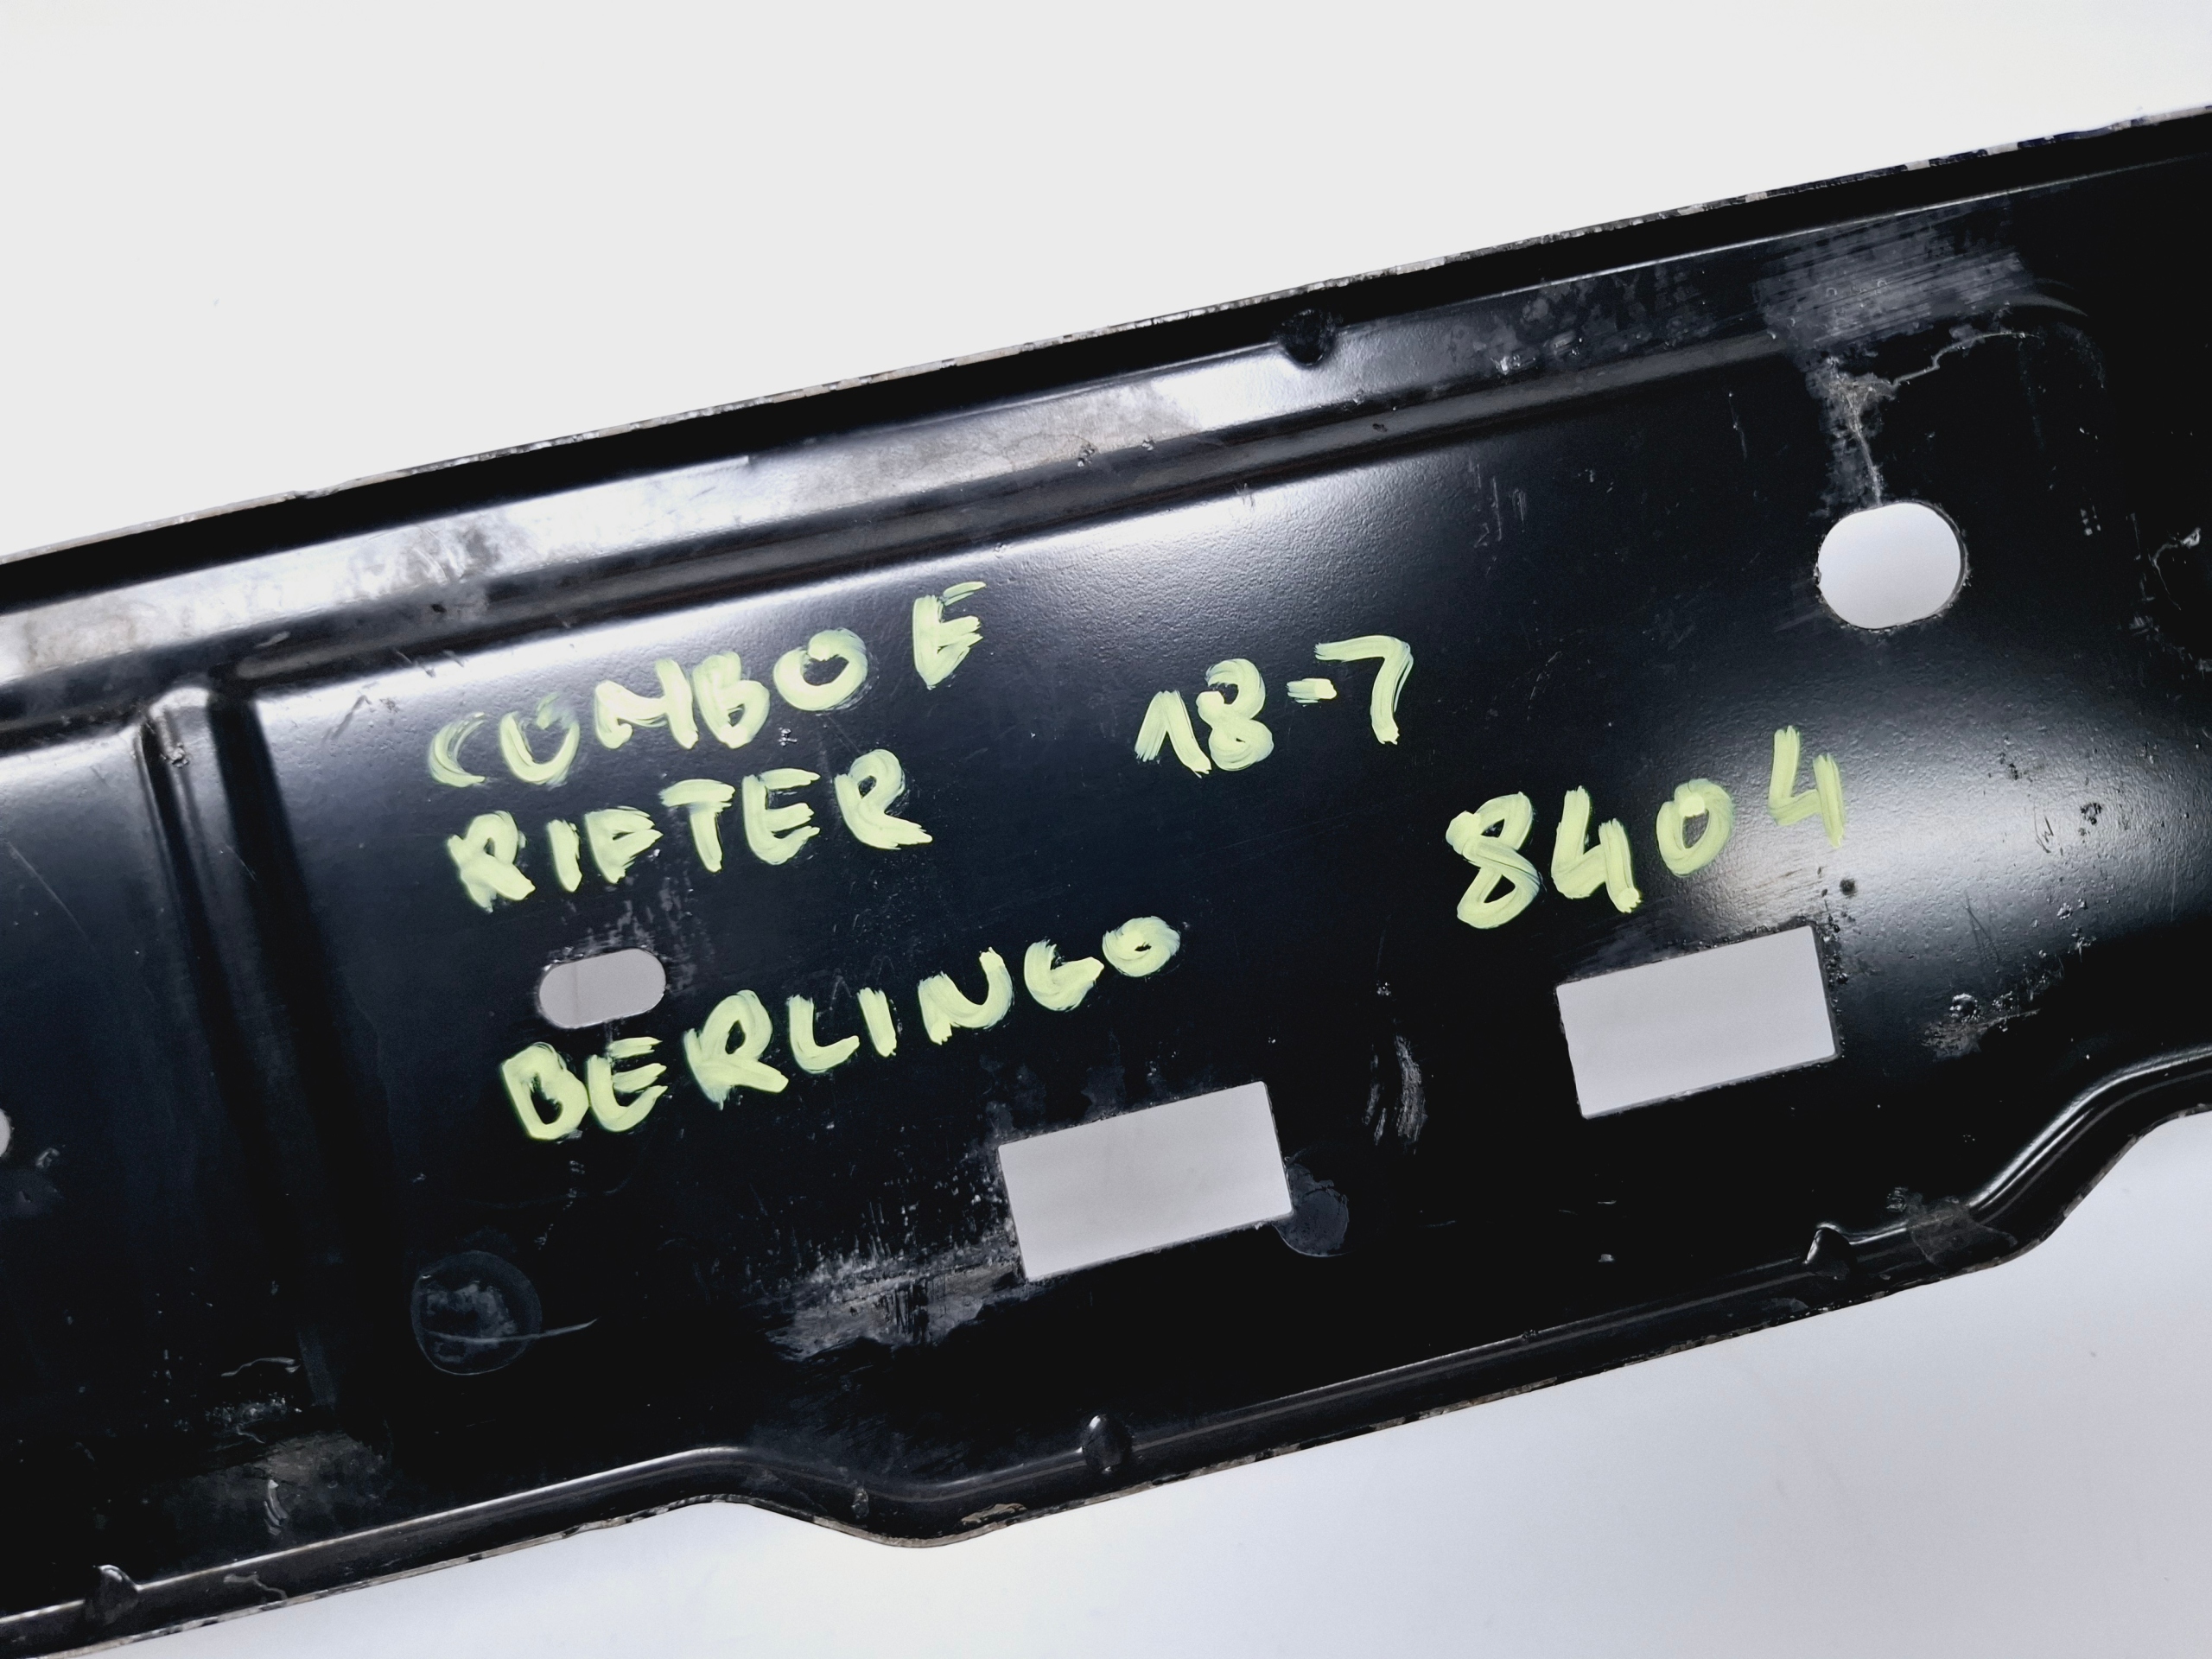 COMBO E
18-7
RIFTER
8404
BERLINGO